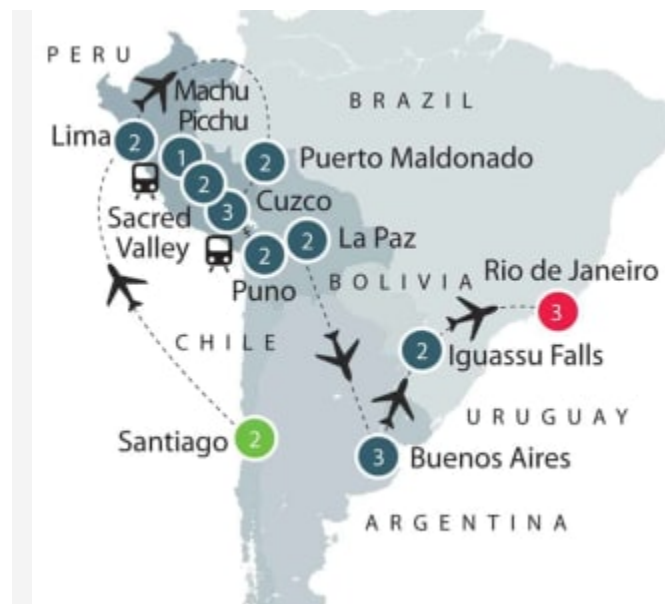 PERU
Machu
Picchu
BRAZIL
Lima
2
1
2
2
Puerto Maldonado
3
Cuzco
Sacred
Valley
2
2
La Paz
Puno
BOLIVIA
Rio de Janeiro
3
CHILE
2
Iguassu Falls
URUGUAY
Santiago
2
3
Buenos Aires
ARGENTINA